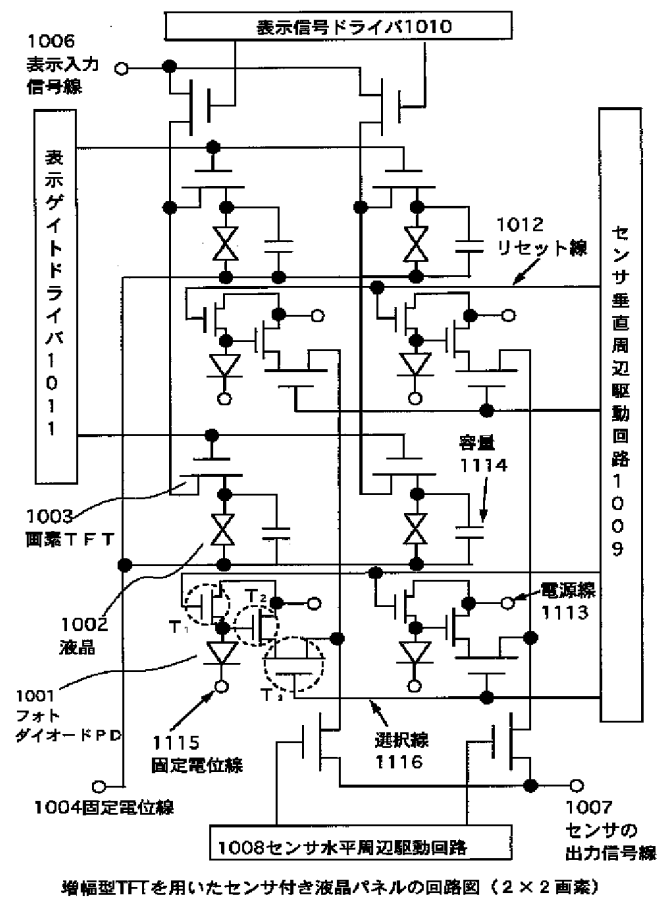 表示信号ドライバ1010
1006
表示入力
信号線
表示ゲイトドライバ1011
1012
リセット線
センサ垂直周辺駆動回路1009
容量
1114
1003
画素TFT
1002
液晶
T1
T2
T3
電源線
1113
1001
フォト
ダイオードPD
1115
固定電位線
選択線
1116
1004固定電位線
1007
センサの
出力信号線
1008センサ水平周辺駆動回路
増幅型TFTを用いたセンサ付き液晶パネルの回路図（2×2画素）